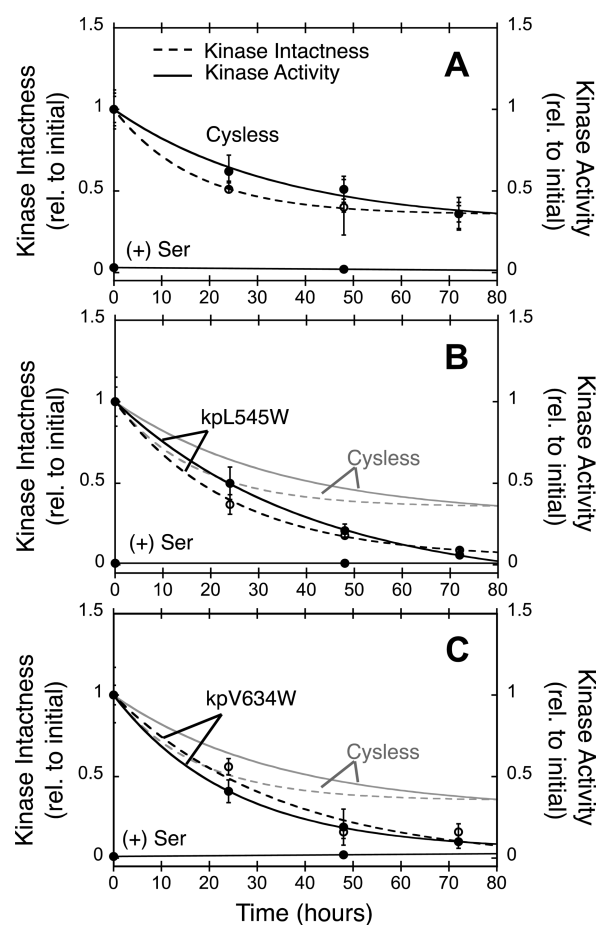 Kinase Intactness
(rel. to initial)
Kinase Activity
(rel. to initial)
1.5
1
0.5
0
1.5
1
0.5
0
Kinase Intactness
Kinase Activity
A
Cysless
(+) Ser
0 10 20 30 40 50 60 70 80
Kinase Intactness
(rel. to initial)
Kinase Activity
(rel. to initial)
1.5
1
0.5
0
1.5
1
0.5
0
B
kpL545W
Cysless
(+) Ser
0 10 20 30 40 50 60 70 80
Kinase Intactness
(rel. to initial)
Kinase Activity
(rel. to initial)
1.5
1
0.5
0
1.5
1
0.5
0
C
kpV634W
Cysless
(+) Ser
0 10 20 30 40 50 60 70 80
Time (hours)